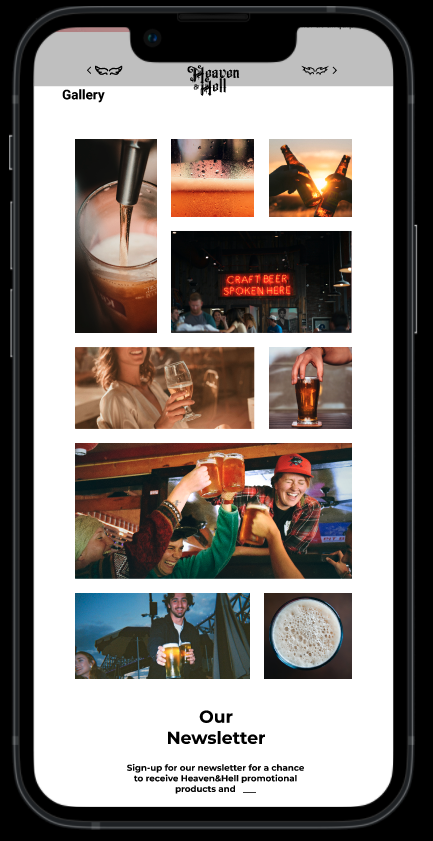 Heaven
& Hell
Gallery
CRAFT BEER
SPOKEN HERE
Our
Newsletter
Sign-up for our newsletter for a chance
to receive Heaven&Hell promotional
products and __